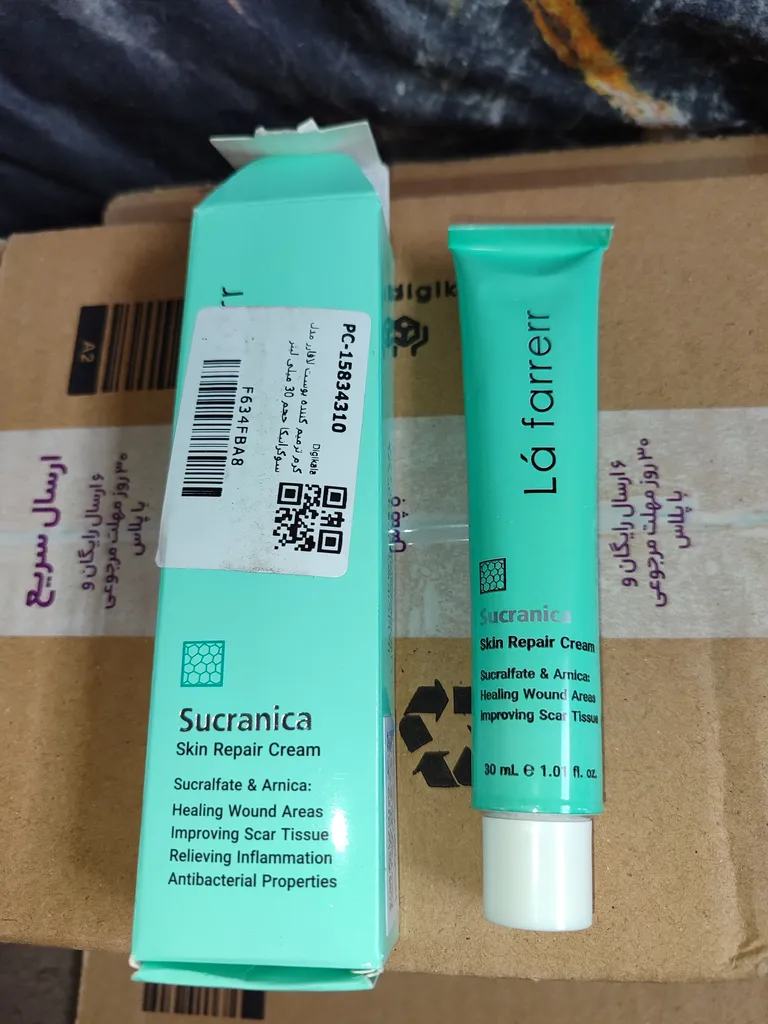 PC-15834310
Digikala
کرم ترمیم کننده پوست لافارر مدل
سوکرانیکا حجم 30 میلی لیتر
F634FBA8
Sucranica
Skin Repair Cream
Sucralfate & Arnica:
Healing Wound Areas
Improving Scar Tissue
Relieving Inflammation
Antibacterial Properties
Lá farrerr
Sucranica
Skin Repair Cream
Sucralfate & Arnica:
Healing Wound Areas
Improving Scar Tissue
30 mL e 1.01 fl. oz.
A2
ارسال سریع
۶ ارسال رایگان و
۳۰ روز مهلت مرجوعی
با پلاس
۶ ارسال رایگان و
۳۰ روز مهلت مرجوعی
با پلاس